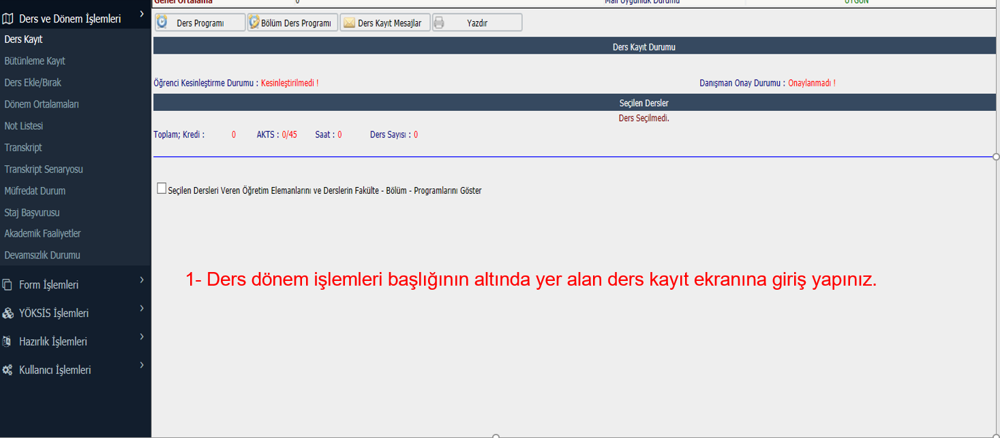 Genel Ortalama 0 Mali Uygunluk Durumu UYGUN
Ders ve Dönem İşlemleri
Ders Kayıt
Bütünleme Kayıt
Ders Ekle/Bırak
Dönem Ortalamaları
Not Listesi
Transkript
Transkript Senaryosu
Müfredat Durum
Staj Başvurusu
Akademik Faaliyetler
Devamsızlık Durumu
Form İşlemleri
YÖKSİS İşlemleri
Hazırlık İşlemleri
Kullanıcı İşlemleri
Ders Programı Bölüm Ders Programı Ders Kayıt Mesajlar Yazdır
Ders Kayıt Durumu
Öğrenci Kesinleştirme Durumu : Kesinleştirilmedi ! Danışman Onay Durumu : Onaylanmadı !
Seçilen Dersler
Ders Seçilmedi.
Toplam; Kredi : 0 AKTS : 0/45 Saat : 0 Ders Sayısı : 0
Seçilen Dersleri Veren Öğretim Elemanlarını ve Derslerin Fakülte - Bölüm - Programlarını Göster
1- Ders dönem işlemleri başlığının altında yer alan ders kayıt ekranına giriş yapınız.